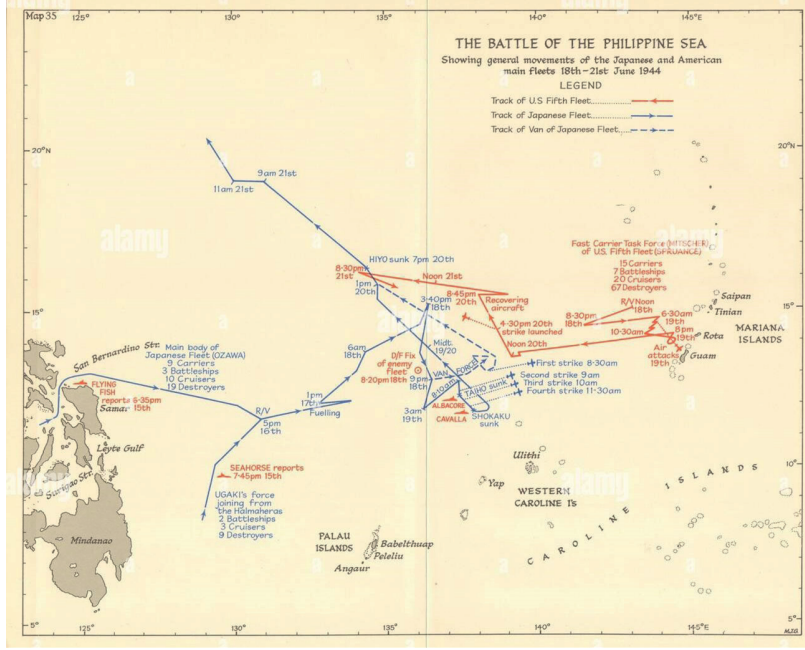 Map 35
125°
130°
135°
140°
145°E
THE BATTLE OF THE PHILIPPINE SEA
Showing general movements of the Japanese and American
main fleets 18th–21st June 1944
LEGEND
Track of U.S Fifth Fleet
Track of Japanese Fleet
Track of Van of Japanese Fleet
20°N
20°N
9 am 21st
11 am 21st
alamy
alamy
alamy
HIYO sunk 7pm 20th
8·30pm
21st
1pm
20th
Noon 21st
8-45pm
20th
Recovering
aircraft
3·40pm
18th
4·30pm 20th
strike launched
Noon 20th
Fast Carrier Task Force (MITSCHER)
of U.S. Fifth Fleet (SPRUANCE)
15 Carriers
7 Battleships
20 Cruisers
67 Destroyers
R/V Noon
18th
8-30pm
18th
6·30am
19th
10·30am
8pm
19th
Air
attacks
19th
Saipan
Tinian
Rota
Guam
MARIANA
ISLANDS
15°
15°
San Bernardino Str.
Main body of
Japanese Fleet (OZAWA)
9 Carriers
3 Battleships
10 Cruisers
19 Destroyers
FLYING
FISH
reports 6·35pm
15th
Samar
Leyte Gulf
Surigao Str.
Mindanao
6am
18th
Midt.
19/20
D/F Fix
of enemy
fleet
8·20pm 18th
9pm
18th
VAN FORCE
8·10am
TAIHO sunk
ALBACORE
CAVALLA
SHOKAKU
sunk
First strike 8·30am
Second strike 9am
Third strike 10am
Fourth strike 11·30am
3am
19th
1pm
17th
Fuelling
R/V
5pm
16th
SEAHORSE reports
7·45pm 15th
UGAKI's force
joining from
the Halmaheras
2 Battleships
3 Cruisers
9 Destroyers
10°
10°
Ulithi
Yap
WESTERN
CAROLINE Is
CAROLINE ISLANDS
PALAU
ISLANDS
Babelthuap
Peleliu
Angaur
5°
5°
125°
130°
135°
140°
145°E
M.J.G